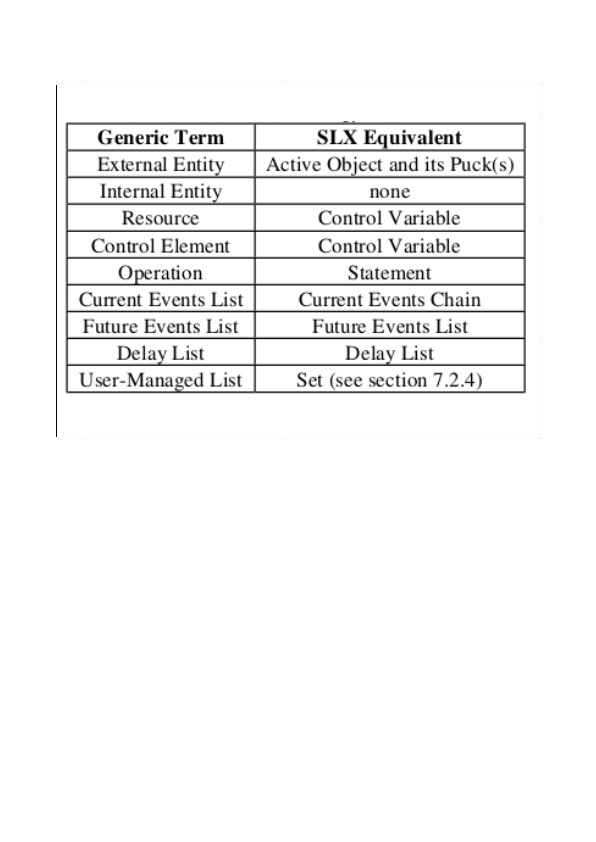 Generic Term SLX Equivalent
External Entity Active Object and its Puck(s)
Internal Entity none
Resource Control Variable
Control Element Control Variable
Operation Statement
Current Events List Current Events Chain
Future Events List Future Events List
Delay List Delay List
User-Managed List Set (see section 7.2.4)